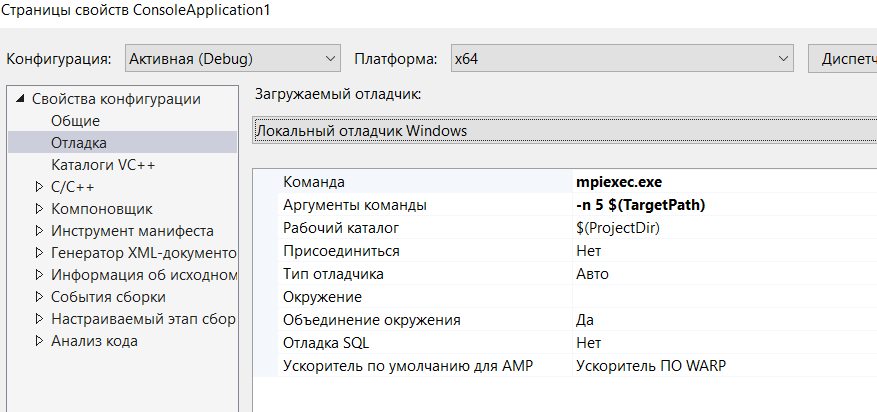 Страницы свойств ConsoleApplication1
Конфигурация: Активная (Debug) Платформа: x64 Диспетч
Свойства конфигурации
Общие
Отладка
Каталоги VC++
C/C++
Компоновщик
Инструмент манифеста
Генератор XML-документо
Информация об исходном
События сборки
Настраиваемый этап сбор
Анализ кода
Загружаемый отладчик:
Локальный отладчик Windows
Команда mpiexec.exe
Аргументы команды -n 5 $(TargetPath)
Рабочий каталог $(ProjectDir)
Присоединиться Нет
Тип отладчика Авто
Окружение
Объединение окружения Да
Отладка SQL Нет
Ускоритель по умолчанию для AMP Ускоритель ПО WARP